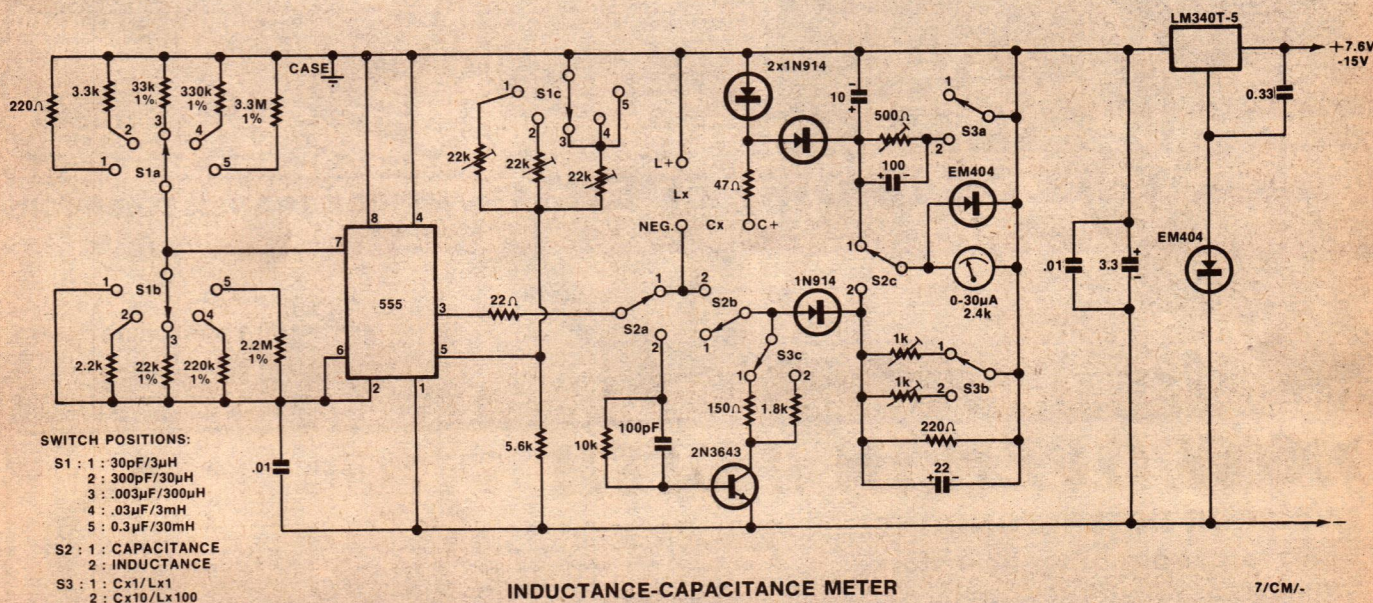 LM340T-5
+7.6V
-15V
CASE
2x1N914
220Ω
3.3k
33k
1%
330k
1%
3.3M
1%
1
2
3
4
5
S1a
1
2
3
4
5
S1c
22k
22k
22k
L+
Lx
NEG.
Cx
C+
47Ω
10
-
+
500Ω
100
+
-
1
2
S3a
EM404
0.33
7
8
4
555
3
5
6
2
1
22Ω
1
2
S2a
2
1
S2b
1N914
1
2
S2c
0-30µA
2.4k
.01
3.3
+
-
EM404
1
2
3
4
5
S1b
2.2k
22k
1%
220k
1%
2.2M
1%
S3c
1
2
150Ω
1.8k
1k
1k
1
2
S3b
220Ω
22
+
-
5.6k
10k
100pF
2N3643
.01
-
SWITCH POSITIONS:
S1 : 1 : 30pF/3µH
2 : 300pF/30µH
3 : .003µF/300µH
4 : .03µF/3mH
5 : 0.3µF/30mH
S2 : 1 : CAPACITANCE
2 : INDUCTANCE
S3 : 1 : Cx1/Lx1
2 : Cx10/Lx100
INDUCTANCE-CAPACITANCE METER
7/CM/-